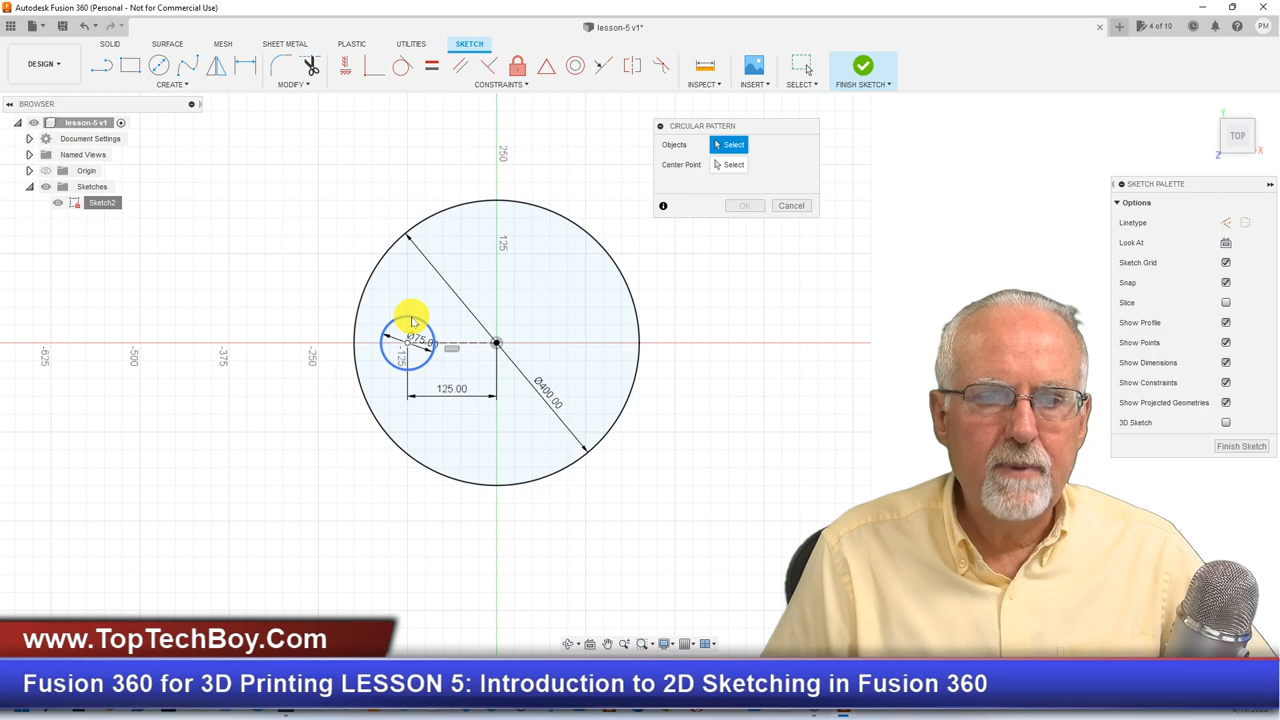 Autodesk Fusion 360 (Personal - Not for Commercial Use)
lesson-5 v1*
4 of 10
PM
SOLID
SURFACE
MESH
SHEET METAL
PLASTIC
UTILITIES
SKETCH
DESIGN
CREATE
MODIFY
CONSTRAINTS
INSPECT
INSERT
SELECT
FINISH SKETCH
BROWSER
lesson-5 v1
Document Settings
Named Views
Origin
Sketches
Sketch2
CIRCULAR PATTERN
Objects
Select
Center Point
Select
OK
Cancel
TOP
Y
X
Z
SKETCH PALETTE
Options
Linetype
Look At
Sketch Grid
Snap
Slice
Show Profile
Show Points
Show Dimensions
Show Constraints
Show Projected Geometries
3D Sketch
Finish Sketch
250
125
-625
-500
-375
-250
-125
Ø75.00
125.00
Ø400.00
www.TopTechBoy.Com
Fusion 360 for 3D Printing LESSON 5: Introduction to 2D Sketching in Fusion 360